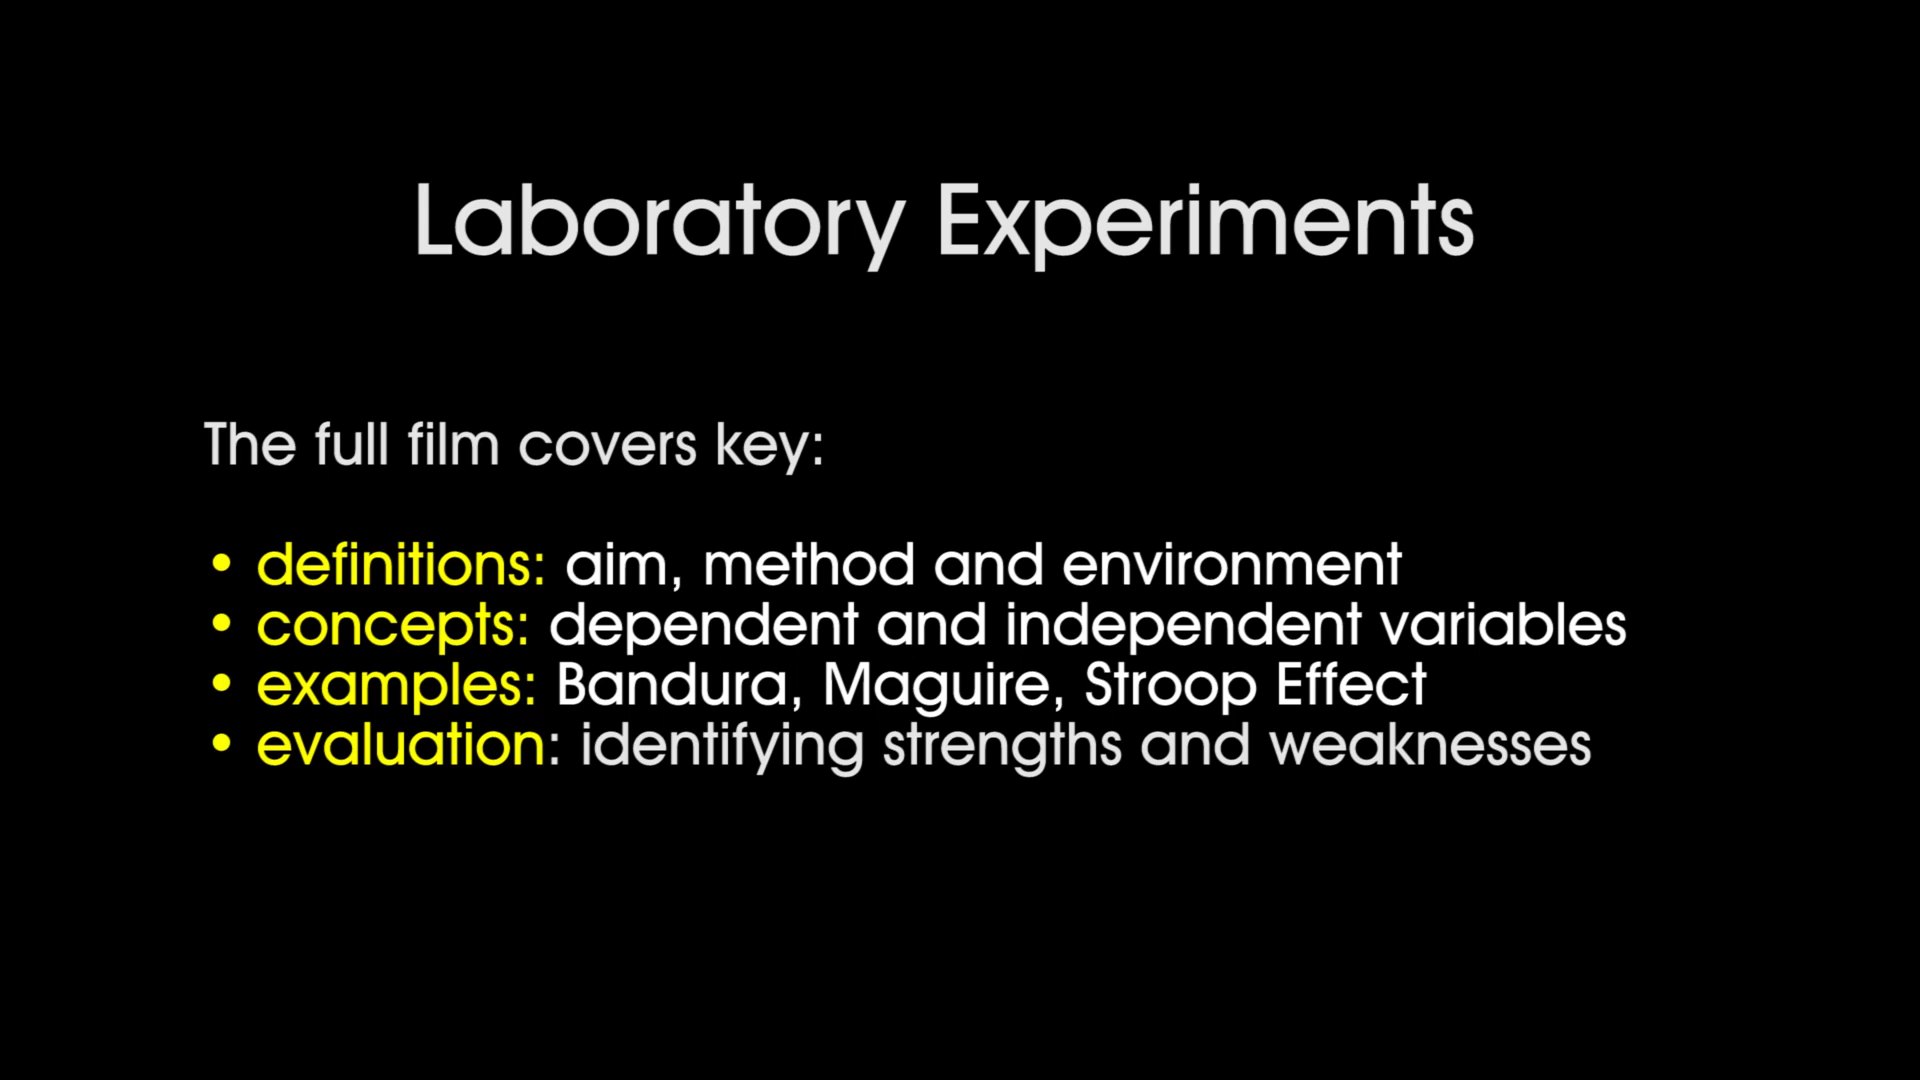 Laboratory Experiments
The full film covers key:
• definitions: aim, method and environment
• concepts: dependent and independent variables
• examples: Bandura, Maguire, Stroop Effect
• evaluation: identifying strengths and weaknesses